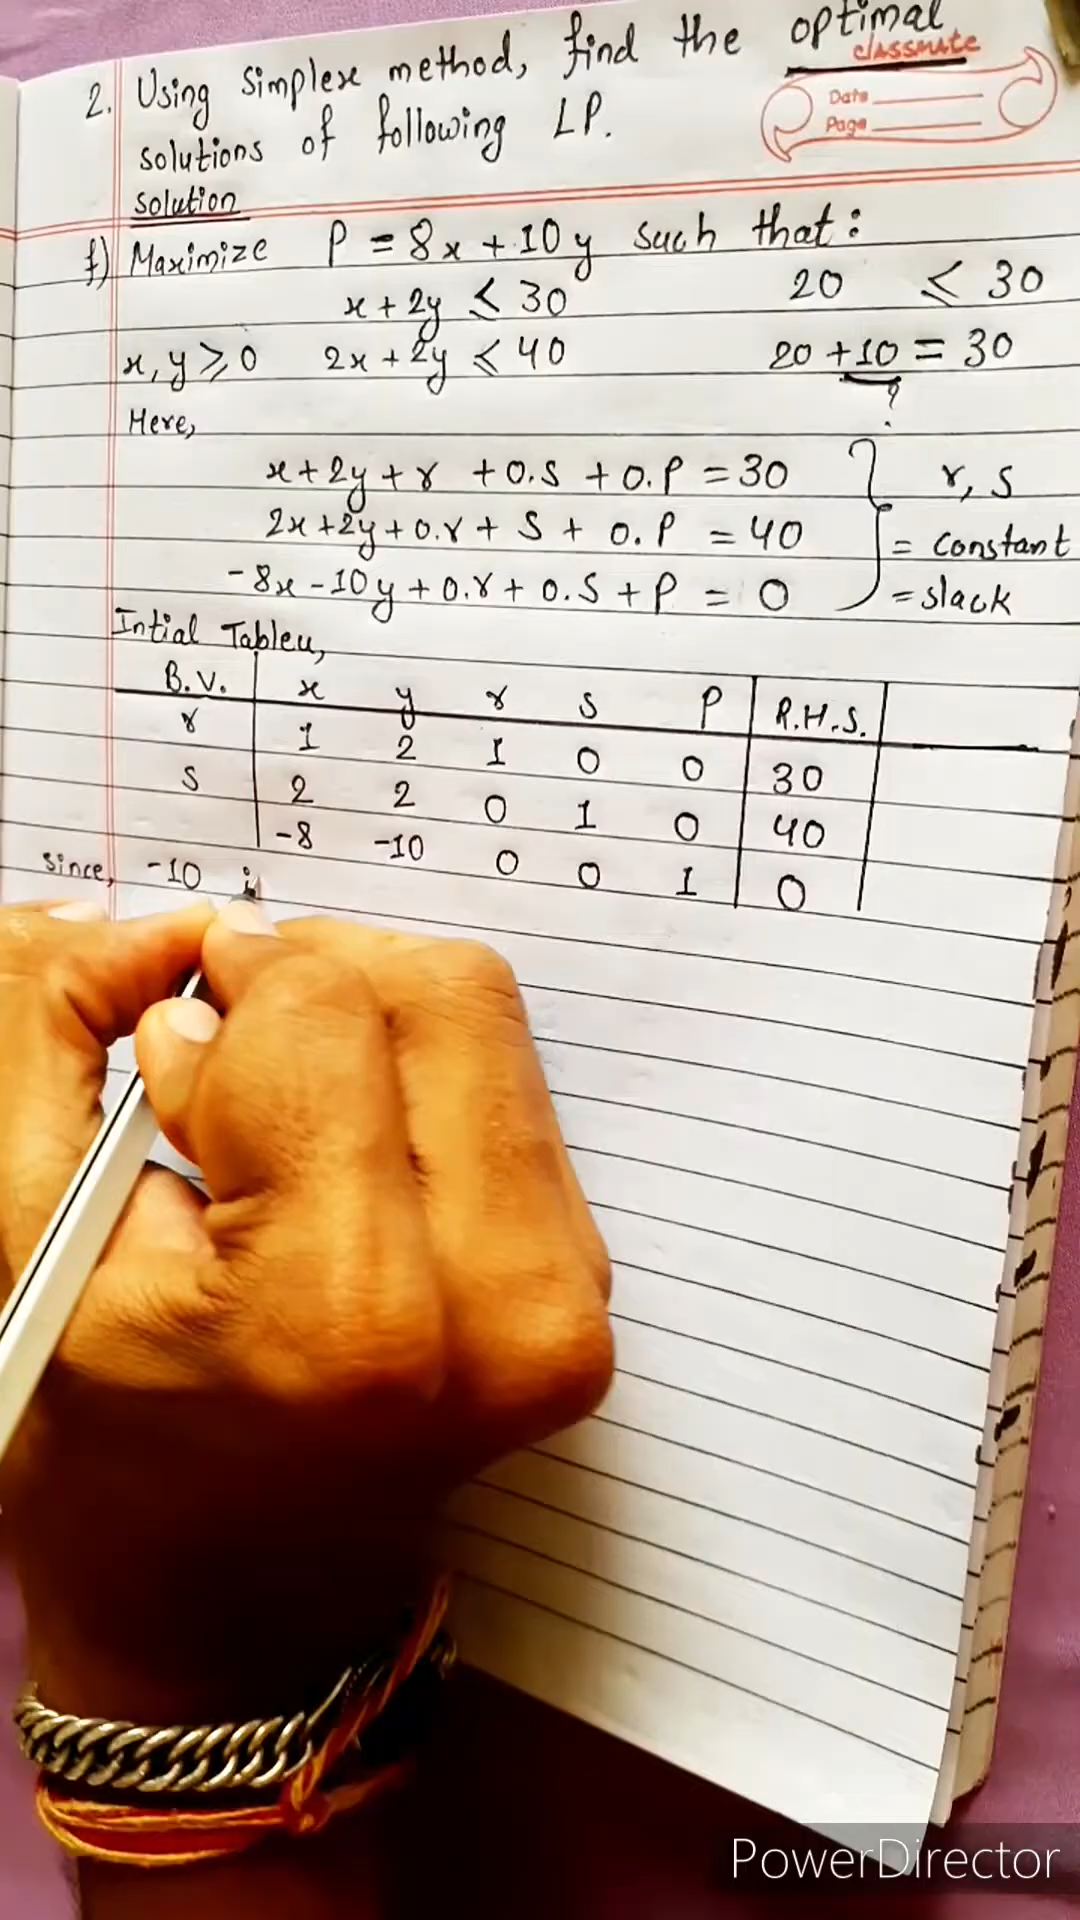 2. Using Simplex method, find the optimal
classmate
Date
Page
solutions of following LP.
solution
f) Maximize P = 8x + 10y such that:
x + 2y ≤ 30 20 ≤ 30
x, y ≥ 0 2x + 2y ≤ 40 20 + 10 = 30
?
Here,
x + 2y + r + 0.s + 0.P = 30 r, s
2x + 2y + 0.r + s + 0.P = 40 = constant
-8x - 10y + 0.r + 0.s + P = 0 = slack
Intial Tableu,
B.V. x y r s P R.H.S.
r 1 2 1 0 0 30
s 2 2 0 1 0 40
-8 -10 0 0 1 0
Since, -10 i
PowerDirector